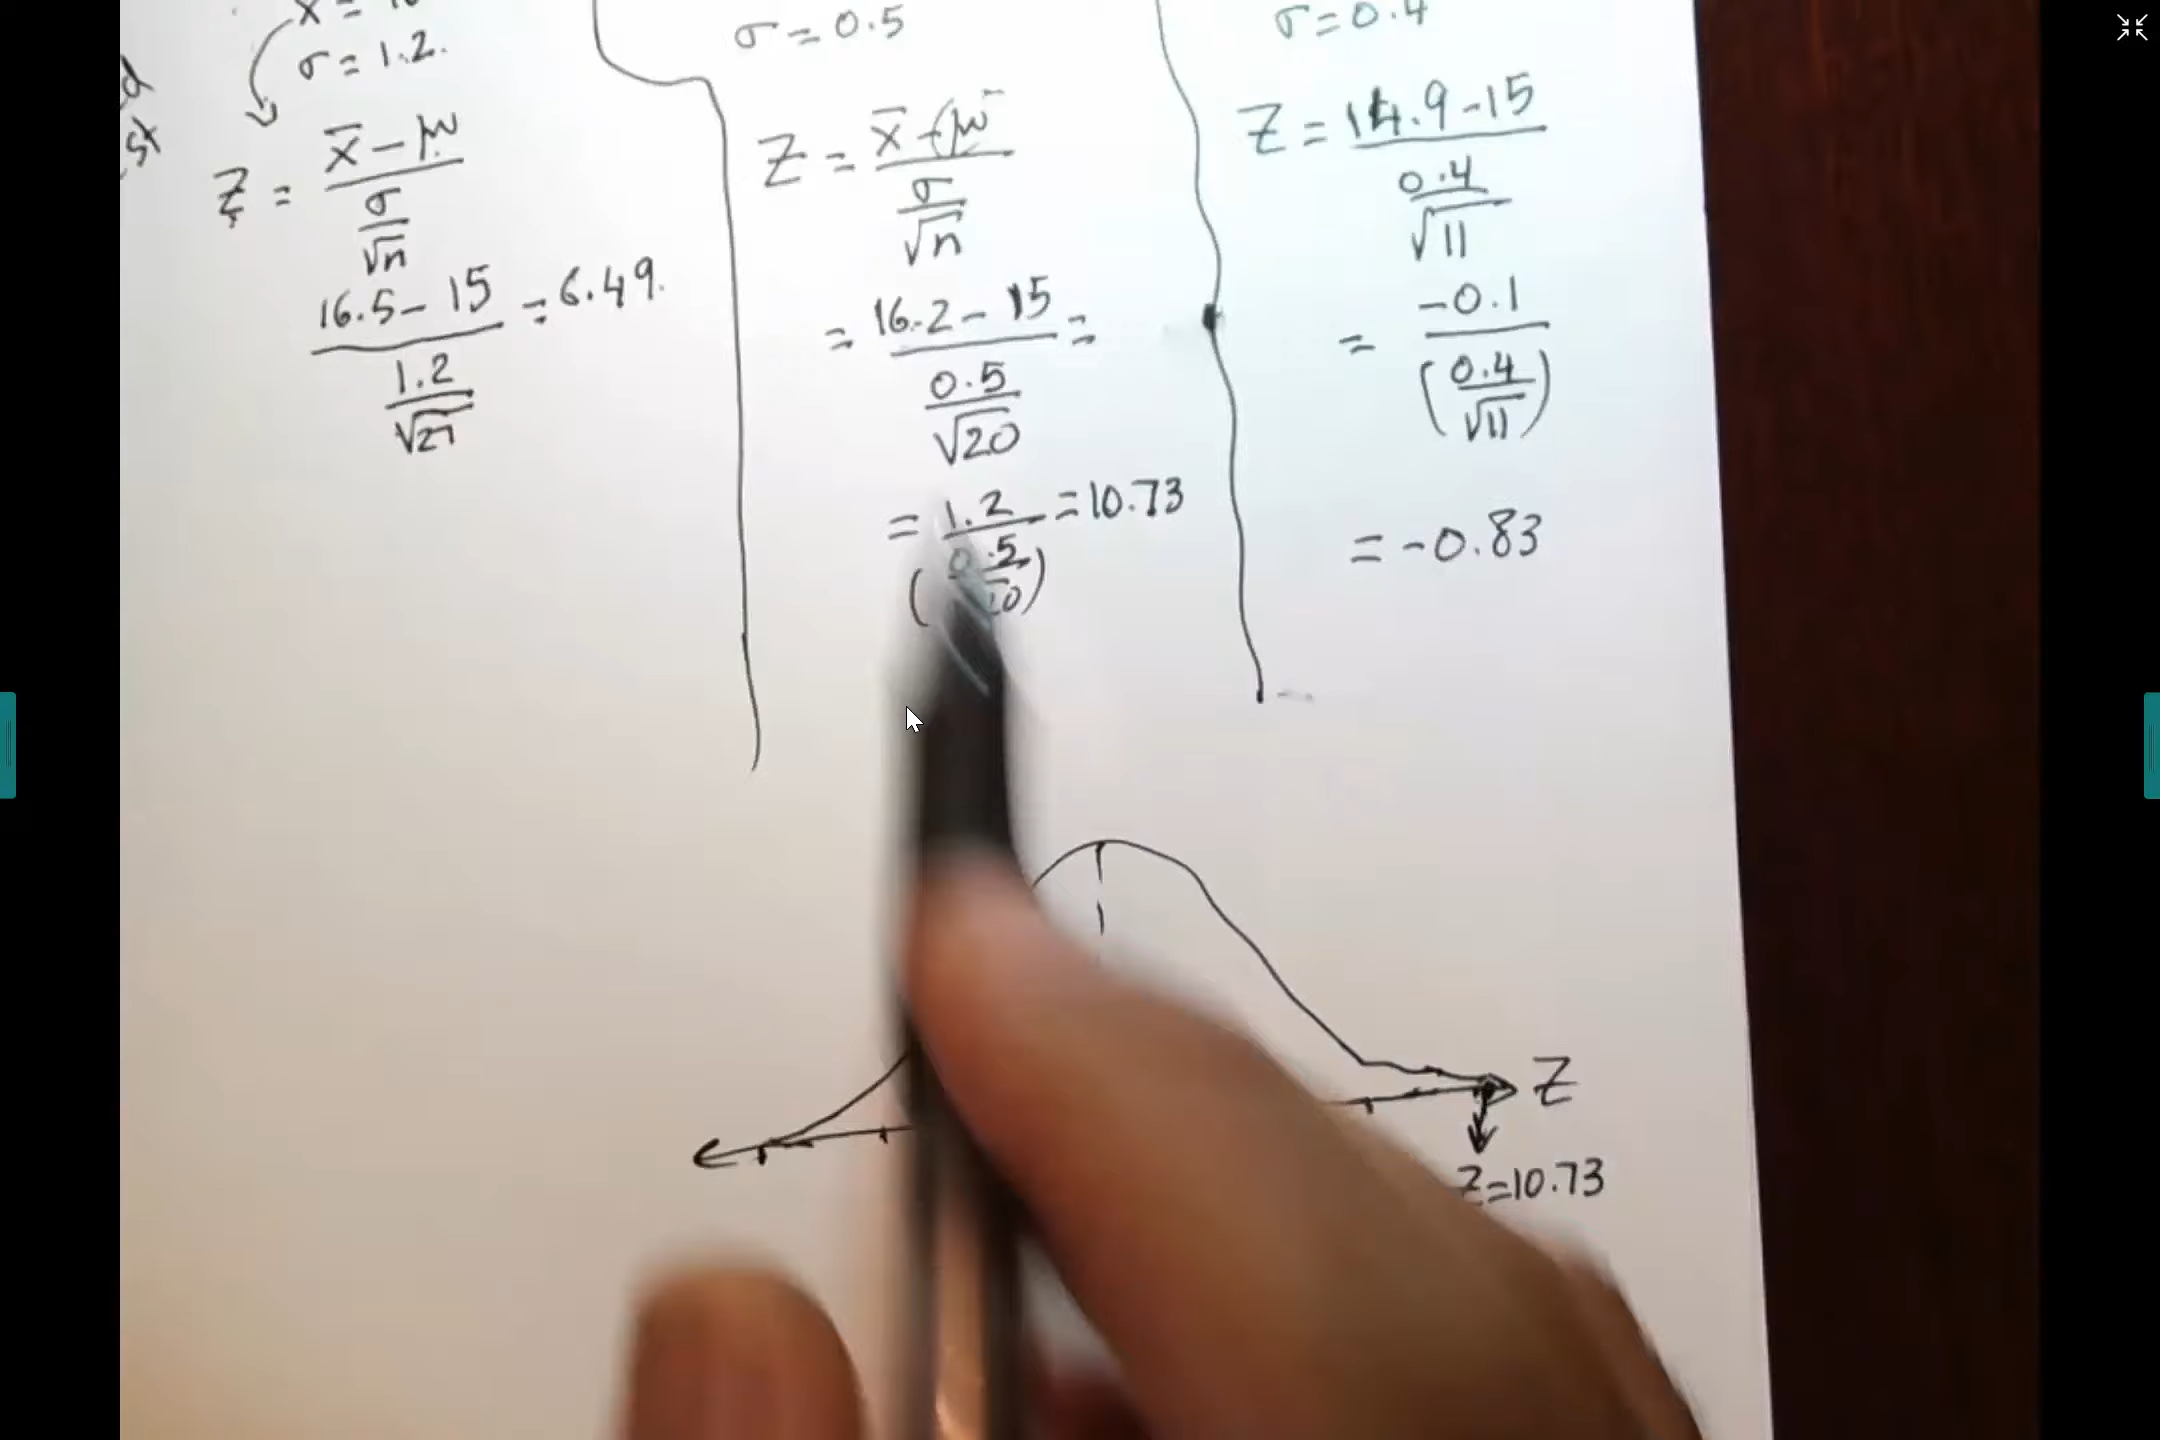 σ = 1.2.
Z = x̄ - μ
σ
√n
16.5 - 15 = 6.49.
1.2
√27
σ = 0.5
Z = x̄ - μ
σ
√n
= 16.2 - 15 =
0.5
√20
= 1.2 = 10.73
( 0.5 )
σ = 0.4
Z = 14.9 - 15
0.4
√11
= -0.1
( 0.4 )
√11
= -0.83
Z
Z = 10.73